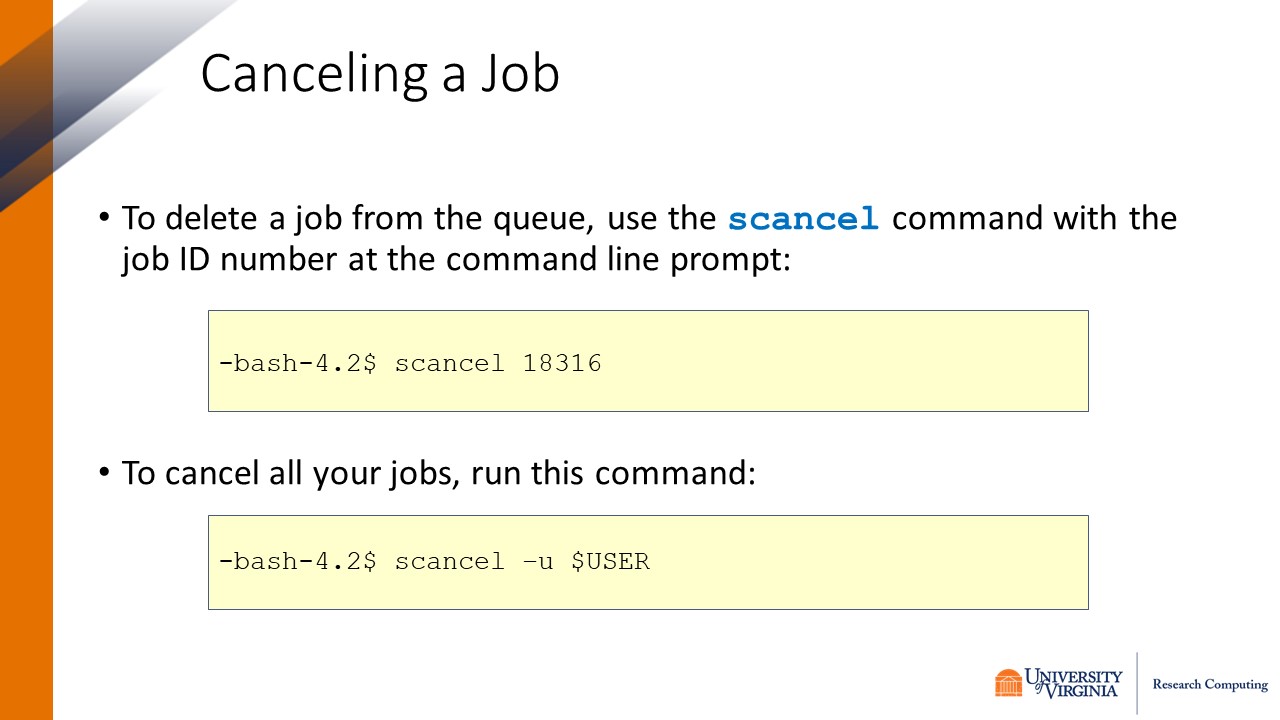 Canceling a Job
• To delete a job from the queue, use the scancel command with the
job ID number at the command line prompt:
-bash-4.2$ scancel 18316
• To cancel all your jobs, run this command:
-bash-4.2$ scancel –u $USER
UNIVERSITY
of VIRGINIA
Research Computing